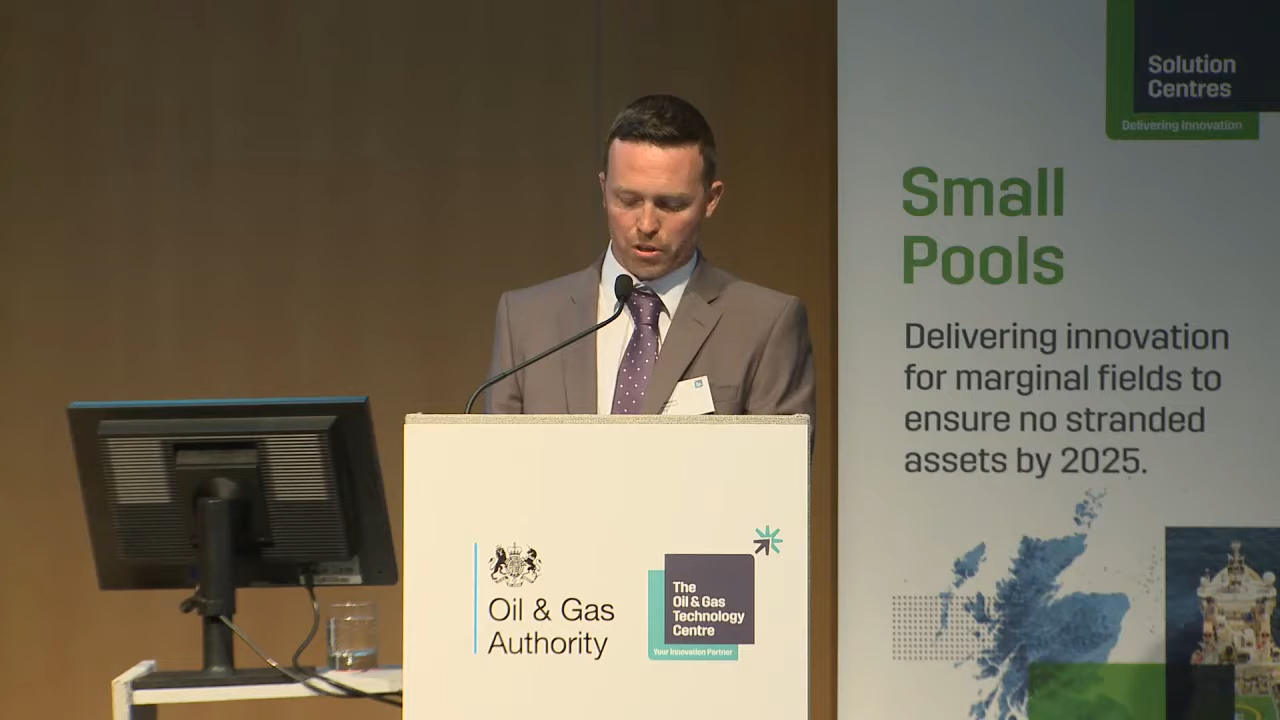 Solution
Centres
Delivering Innovation
Small
Pools
Delivering innovation
for marginal fields to
ensure no stranded
assets by 2025.
Oil & Gas
Authority
The
Oil & Gas
Technology
Centre
Your Innovation Partner